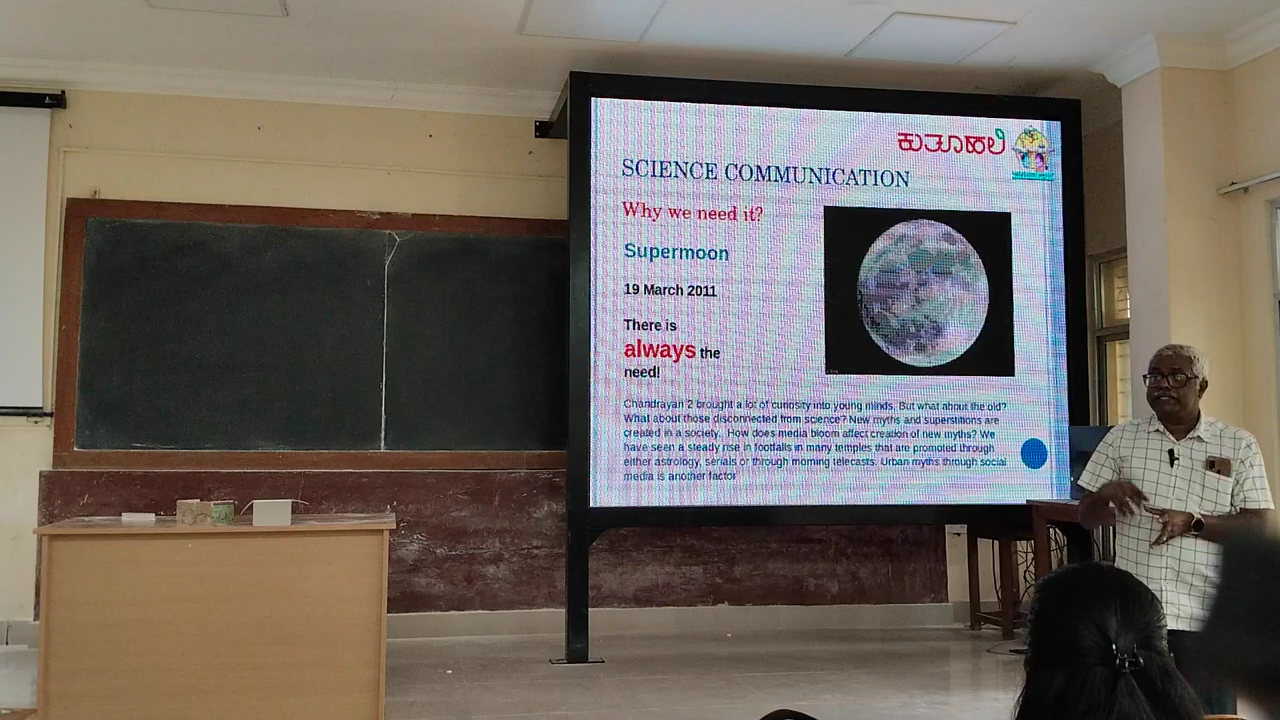 ಕುತೂಹಲಿ
SCIENCE COMMUNICATION
Why we need it?
Supermoon
19 March 2011
There is
always the
need!
Chandrayan 2 brought a lot of curiosity into young minds. But what about the old?
What about those disconnected from science? New myths and superstitions are
created in a society. How does media bloom affect creation of new myths? We
have seen a steady rise in footfalls in many temples that are promoted through
either astrology, serials or through morning telecasts. Urban myths through social
media is another factor